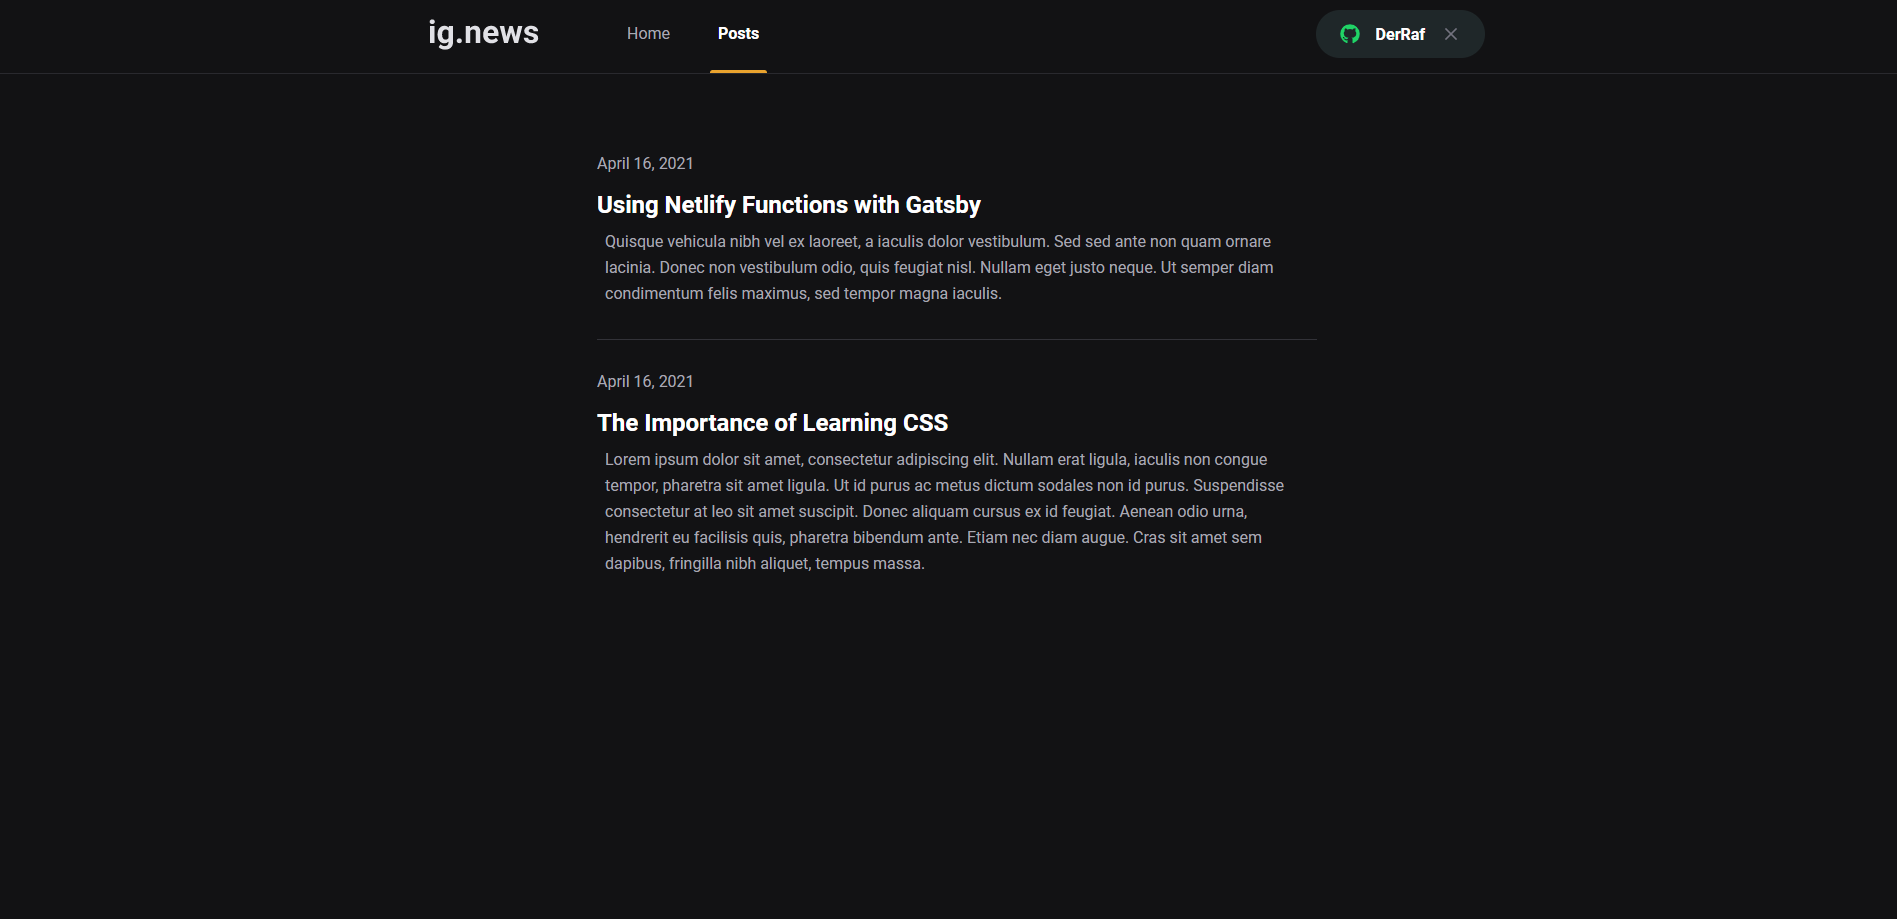 ig.news
Home
Posts
DerRaf
April 16, 2021
Using Netlify Functions with Gatsby
Quisque vehicula nibh vel ex laoreet, a iaculis dolor vestibulum. Sed sed ante non quam ornare
lacinia. Donec non vestibulum odio, quis feugiat nisl. Nullam eget justo neque. Ut semper diam
condimentum felis maximus, sed tempor magna iaculis.
April 16, 2021
The Importance of Learning CSS
Lorem ipsum dolor sit amet, consectetur adipiscing elit. Nullam erat ligula, iaculis non congue
tempor, pharetra sit amet ligula. Ut id purus ac metus dictum sodales non id purus. Suspendisse
consectetur at leo sit amet suscipit. Donec aliquam cursus ex id feugiat. Aenean odio urna,
hendrerit eu facilisis quis, pharetra bibendum ante. Etiam nec diam augue. Cras sit amet sem
dapibus, fringilla nibh aliquet, tempus massa.